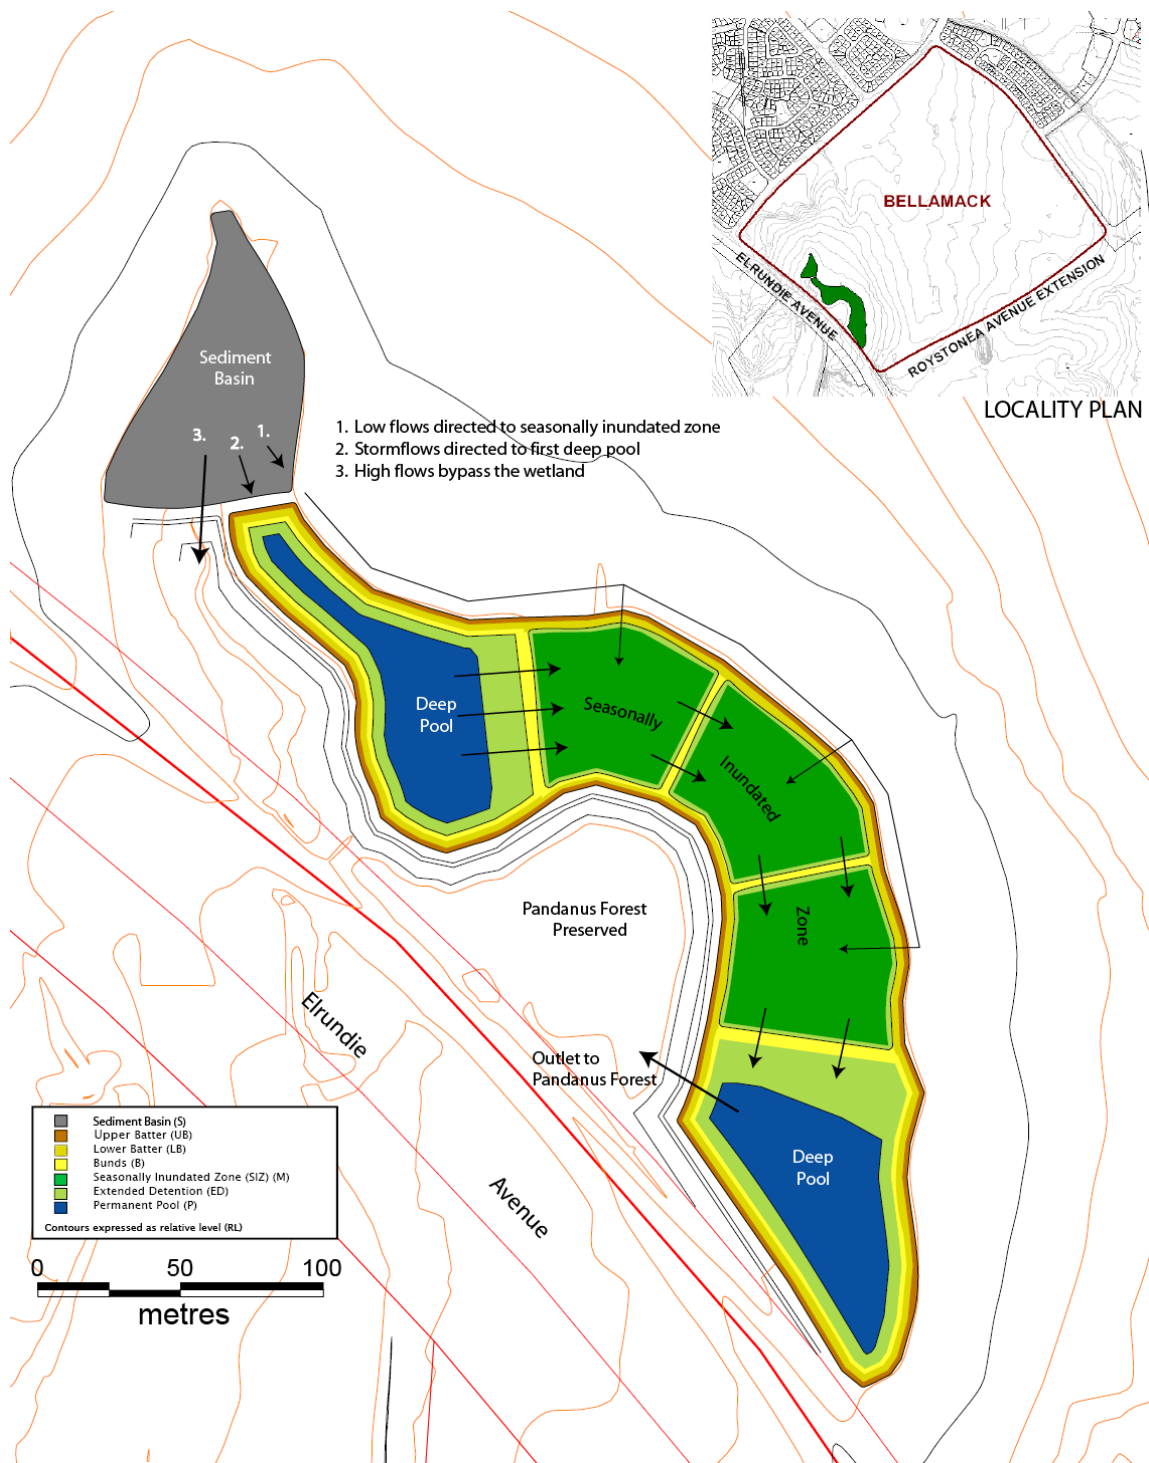 BELLAMACK
ELRUNDIE AVENUE
ROYSTONEA AVENUE EXTENSION
LOCALITY PLAN
Sediment
Basin
3.
2.
1.
1. Low flows directed to seasonally inundated zone
2. Stormflows directed to first deep pool
3. High flows bypass the wetland
Deep
Pool
Seasonally
Inundated
Zone
Pandanus Forest
Preserved
Elrundie
Avenue
Outlet to
Pandanus Forest
Deep
Pool
Sediment Basin (S)
Upper Batter (UB)
Lower Batter (LB)
Bunds (B)
Seasonally Inundated Zone (SIZ) (M)
Extended Detention (ED)
Permanent Pool (P)
Contours expressed as relative level (RL)
0 50 100
metres